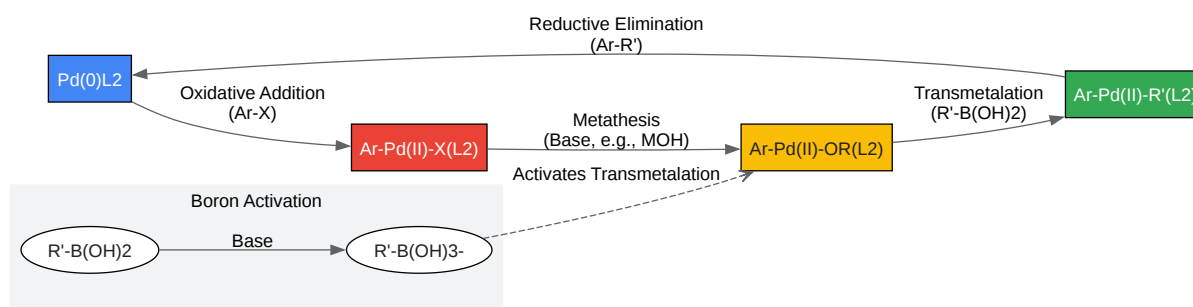 Reductive Elimination
(Ar-R')
Pd(0)L2
Oxidative Addition
(Ar-X)
Ar-Pd(II)-X(L2)
Metathesis
(Base, e.g., MOH)
Ar-Pd(II)-OR(L2)
Transmetalation
(R'-B(OH)2)
Ar-Pd(II)-R'(L2)
Activates Transmetalation
Boron Activation
R'-B(OH)2
Base
R'-B(OH)3-